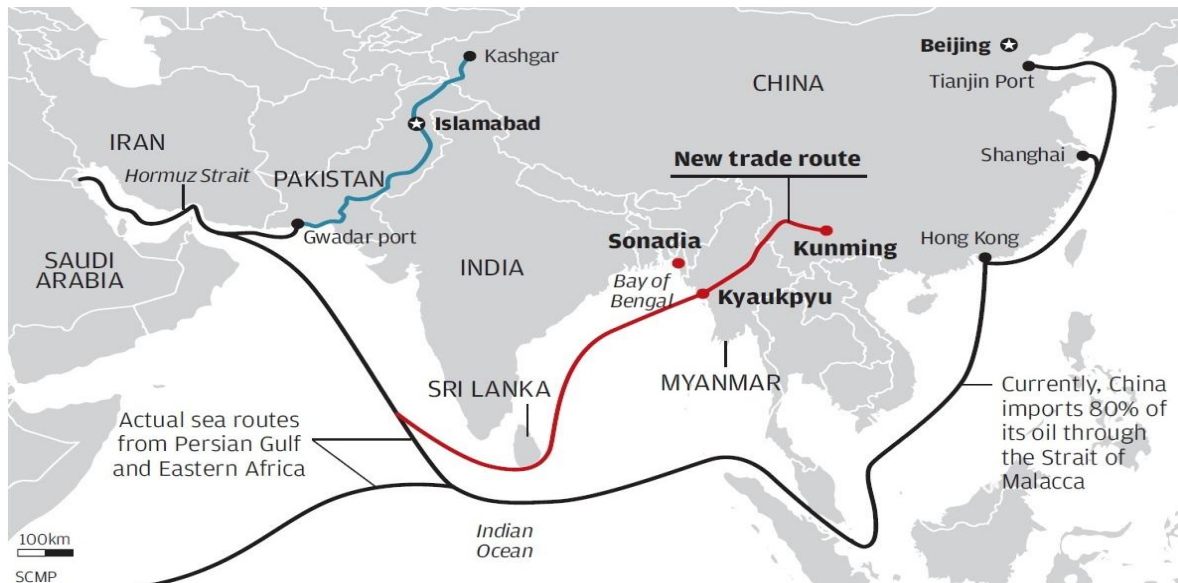 Kashgar
Beijing
Tianjin Port
CHINA
Islamabad
IRAN
Hormuz Strait
PAKISTAN
New trade route
Shanghai
Gwadar port
SAUDI
ARABIA
INDIA
Sonadia
Kunming
Hong Kong
Bay of
Bengal
Kyaukpyu
SRI LANKA
MYANMAR
Actual sea routes
from Persian Gulf
and Eastern Africa
Currently, China
imports 80% of
its oil through
the Strait of
Malacca
Indian
Ocean
100km
SCMP